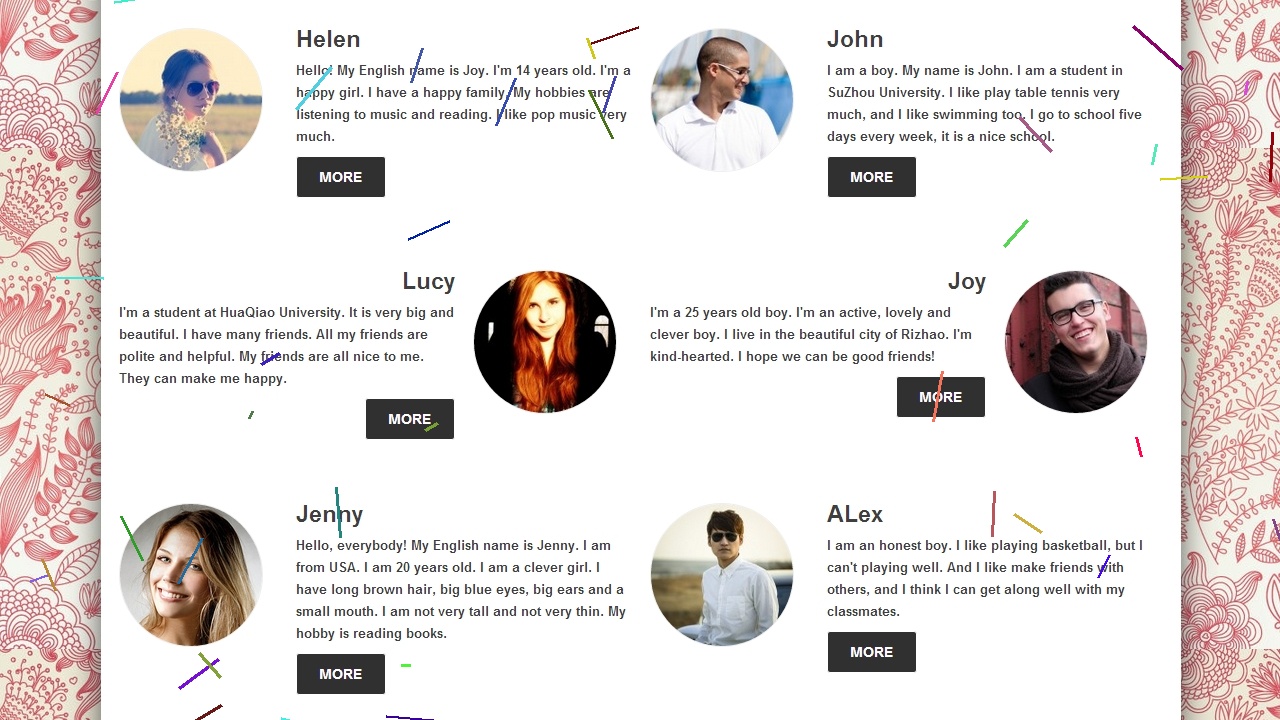 Helen
Hello! My English name is Joy. I'm 14 years old. I'm a
happy girl. I have a happy family. My hobbies are
listening to music and reading. I like pop music very
much.
MORE
John
I am a boy. My name is John. I am a student in
SuZhou University. I like play table tennis very
much, and I like swimming too. I go to school five
days every week, it is a nice school.
MORE
Lucy
I'm a student at HuaQiao University. It is very big and
beautiful. I have many friends. All my friends are
polite and helpful. My friends are all nice to me.
They can make me happy.
MORE
Joy
I'm a 25 years old boy. I'm an active, lovely and
clever boy. I live in the beautiful city of Rizhao. I'm
kind-hearted. I hope we can be good friends!
MORE
Jenny
Hello, everybody! My English name is Jenny. I am
from USA. I am 20 years old. I am a clever girl. I
have long brown hair, big blue eyes, big ears and a
small mouth. I am not very tall and not very thin. My
hobby is reading books.
MORE
ALex
I am an honest boy. I like playing basketball, but I
can't playing well. And I like make friends with
others, and I think I can get along well with my
classmates.
MORE